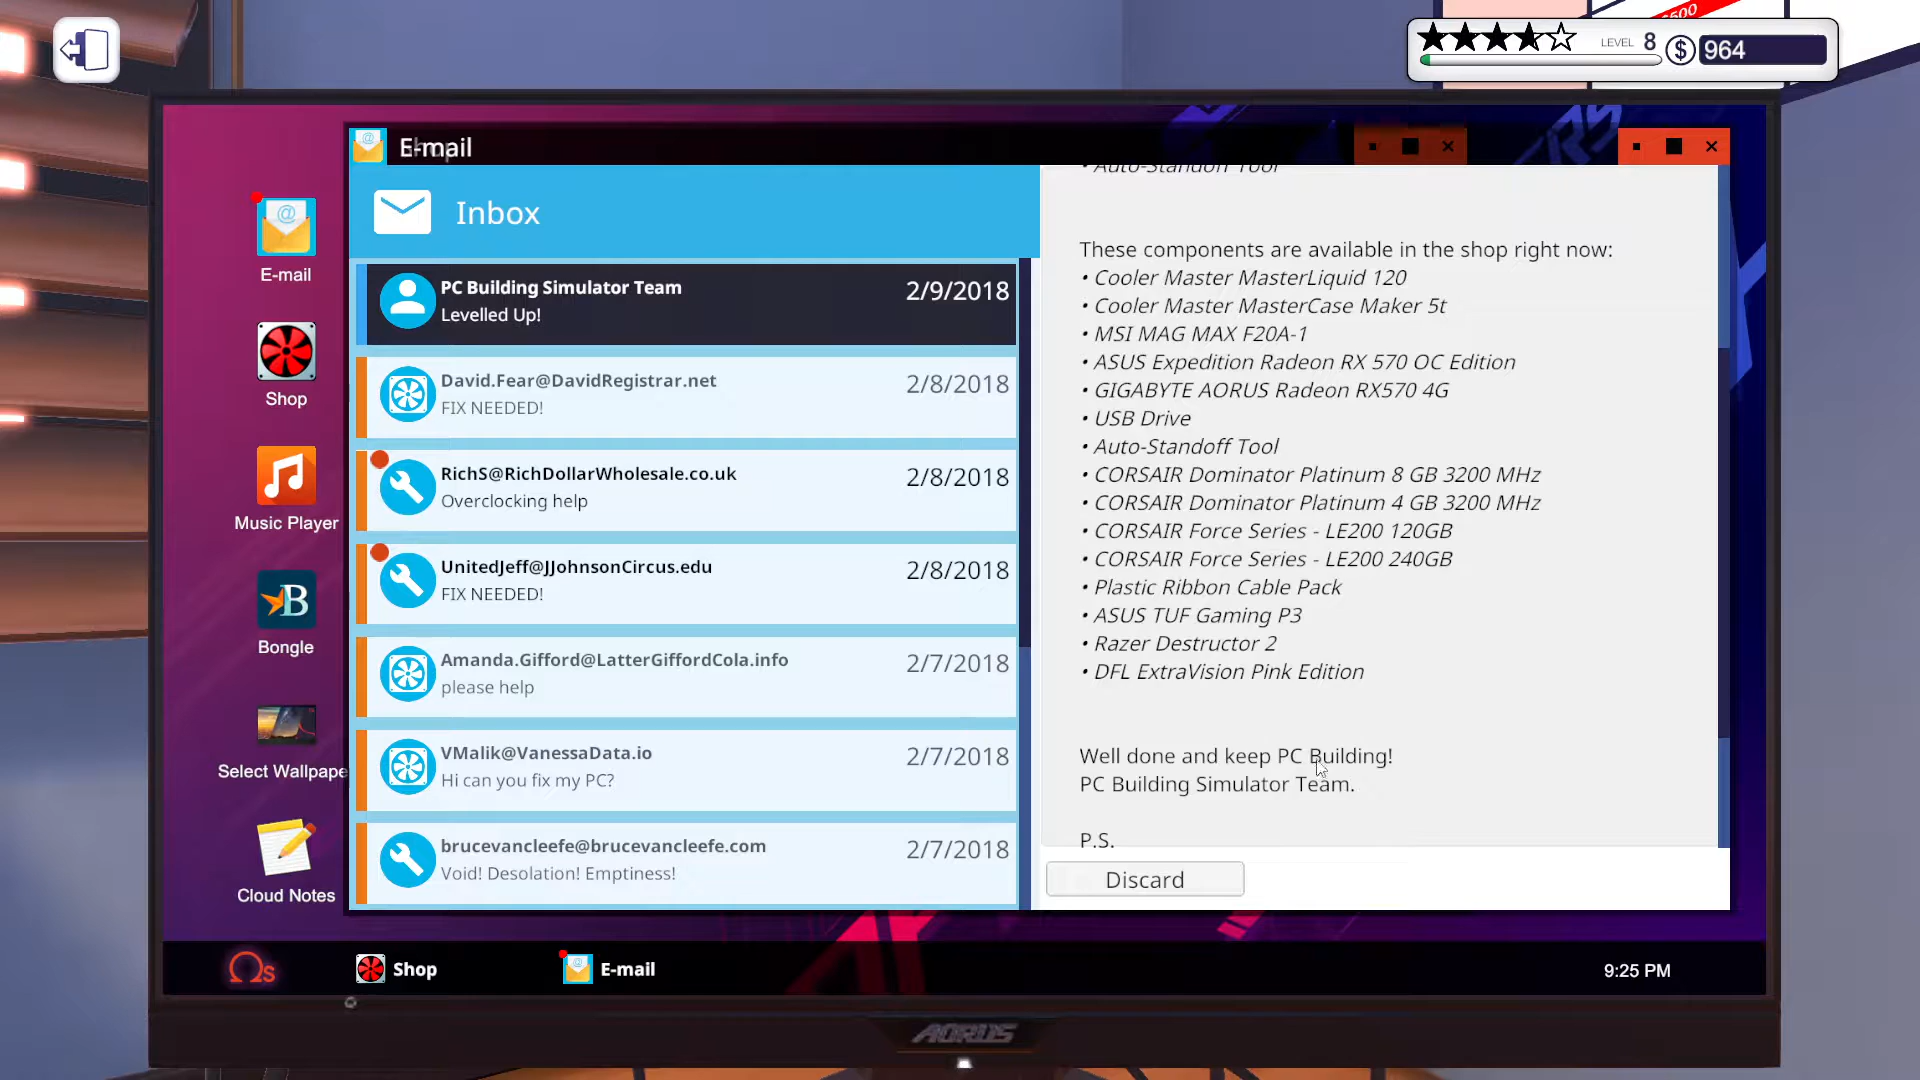 $500
LEVEL 8 $ 964
E-mail
Inbox
E-mail
Shop
Music Player
Bongle
Select Wallpape
Cloud Notes
PC Building Simulator Team 2/9/2018
Levelled Up!
David.Fear@DavidRegistrar.net 2/8/2018
FIX NEEDED!
RichS@RichDollarWholesale.co.uk 2/8/2018
Overclocking help
UnitedJeff@JJohnsonCircus.edu 2/8/2018
FIX NEEDED!
Amanda.Gifford@LatterGiffordCola.info 2/7/2018
please help
VMalik@VanessaData.io 2/7/2018
Hi can you fix my PC?
brucevancleefe@brucevancleefe.com 2/7/2018
Void! Desolation! Emptiness!
• Auto-Standoff Tool
These components are available in the shop right now:
• Cooler Master MasterLiquid 120
• Cooler Master MasterCase Maker 5t
• MSI MAG MAX F20A-1
• ASUS Expedition Radeon RX 570 OC Edition
• GIGABYTE AORUS Radeon RX570 4G
• USB Drive
• Auto-Standoff Tool
• CORSAIR Dominator Platinum 8 GB 3200 MHz
• CORSAIR Dominator Platinum 4 GB 3200 MHz
• CORSAIR Force Series - LE200 120GB
• CORSAIR Force Series - LE200 240GB
• Plastic Ribbon Cable Pack
• ASUS TUF Gaming P3
• Razer Destructor 2
• DFL ExtraVision Pink Edition
Well done and keep PC Building!
PC Building Simulator Team.
P.S.
Discard
Ωs Shop E-mail 9:25 PM
AORUS